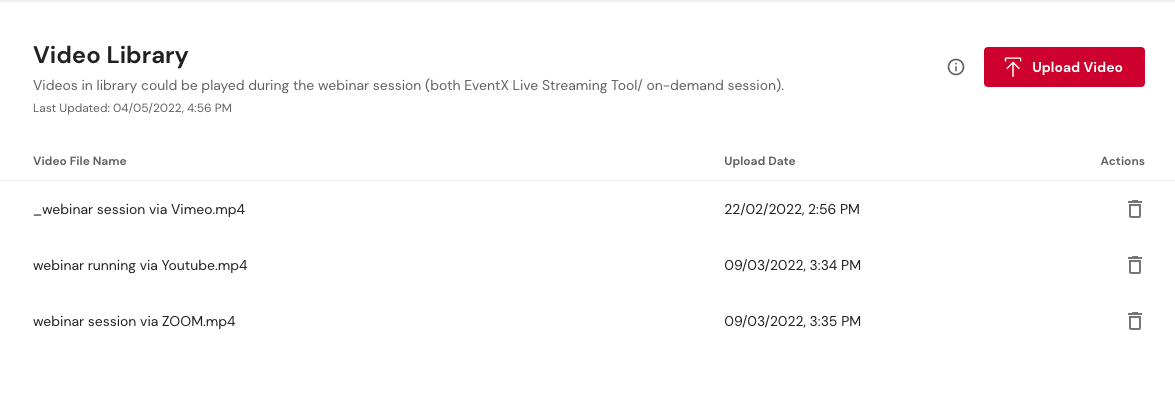 Video Library
Videos in library could be played during the webinar session (both EventX Live Streaming Tool/ on-demand session).
Last Updated: 04/05/2022, 4:56 PM
Upload Video
Video File Name Upload Date Actions
_webinar session via Vimeo.mp4 22/02/2022, 2:56 PM
webinar running via Youtube.mp4 09/03/2022, 3:34 PM
webinar session via ZOOM.mp4 09/03/2022, 3:35 PM